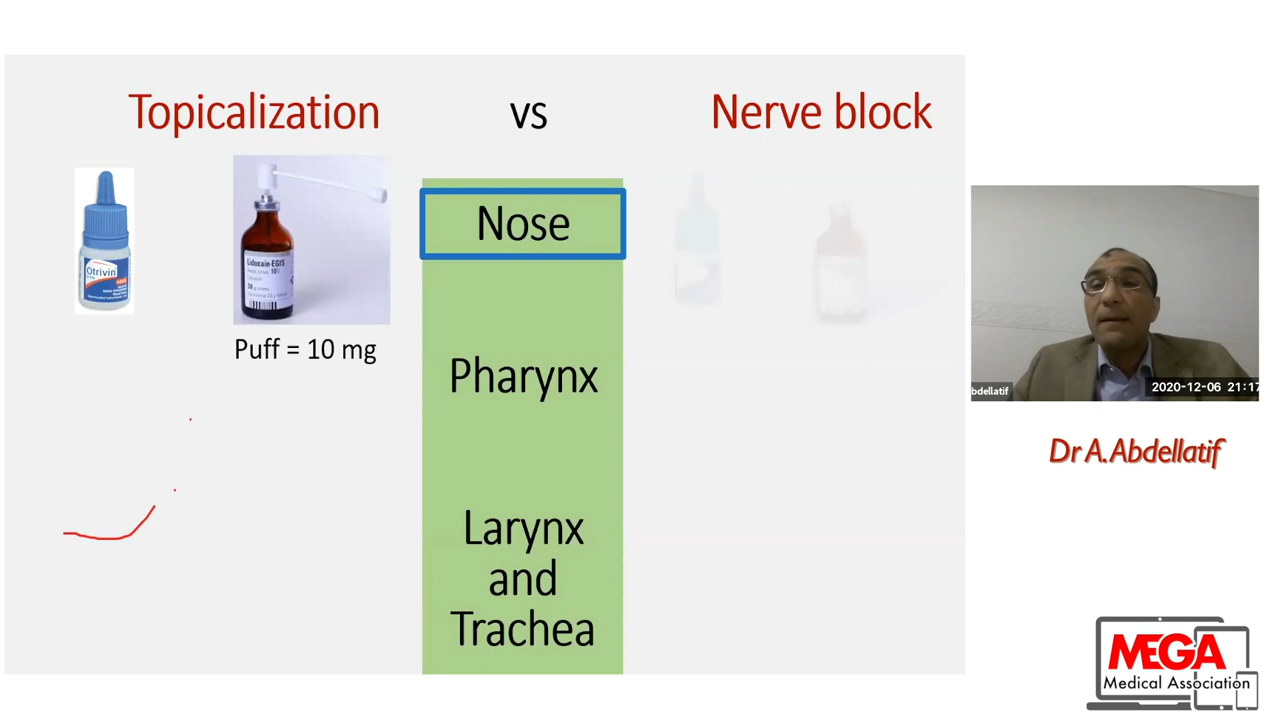 Topicalization vs Nerve block
Otrivin
Lidocain-EGIS
Puff = 10 mg
Nose
Pharynx
Larynx
and
Trachea
bdellatif
2020-12-06 21:17
Dr A.Abdellatif
MEGA
Medical Association